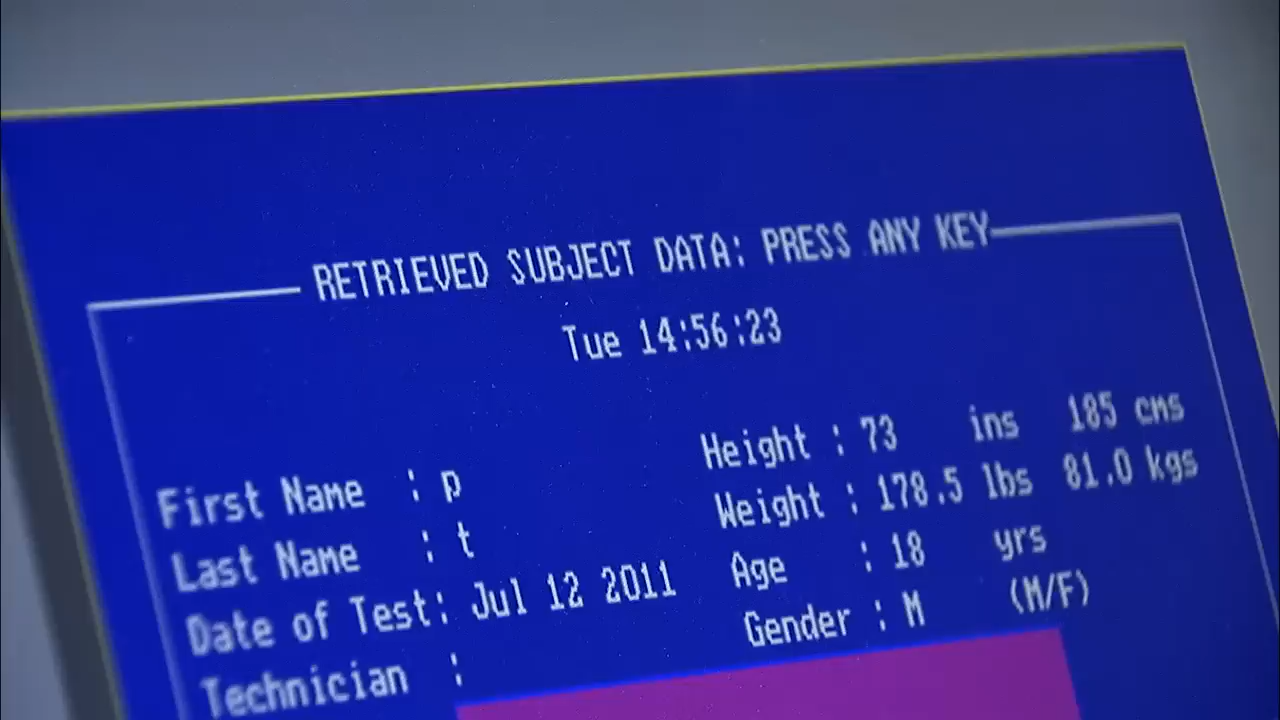 RETRIEVED SUBJECT DATA: PRESS ANY KEY
Tue 14:56:23
First Name : p
Last Name : t
Date of Test: Jul 12 2011
Technician :
Height : 73 ins 185 cms
Weight : 178.5 lbs 81.0 kgs
Age : 18 yrs
Gender : M (M/F)